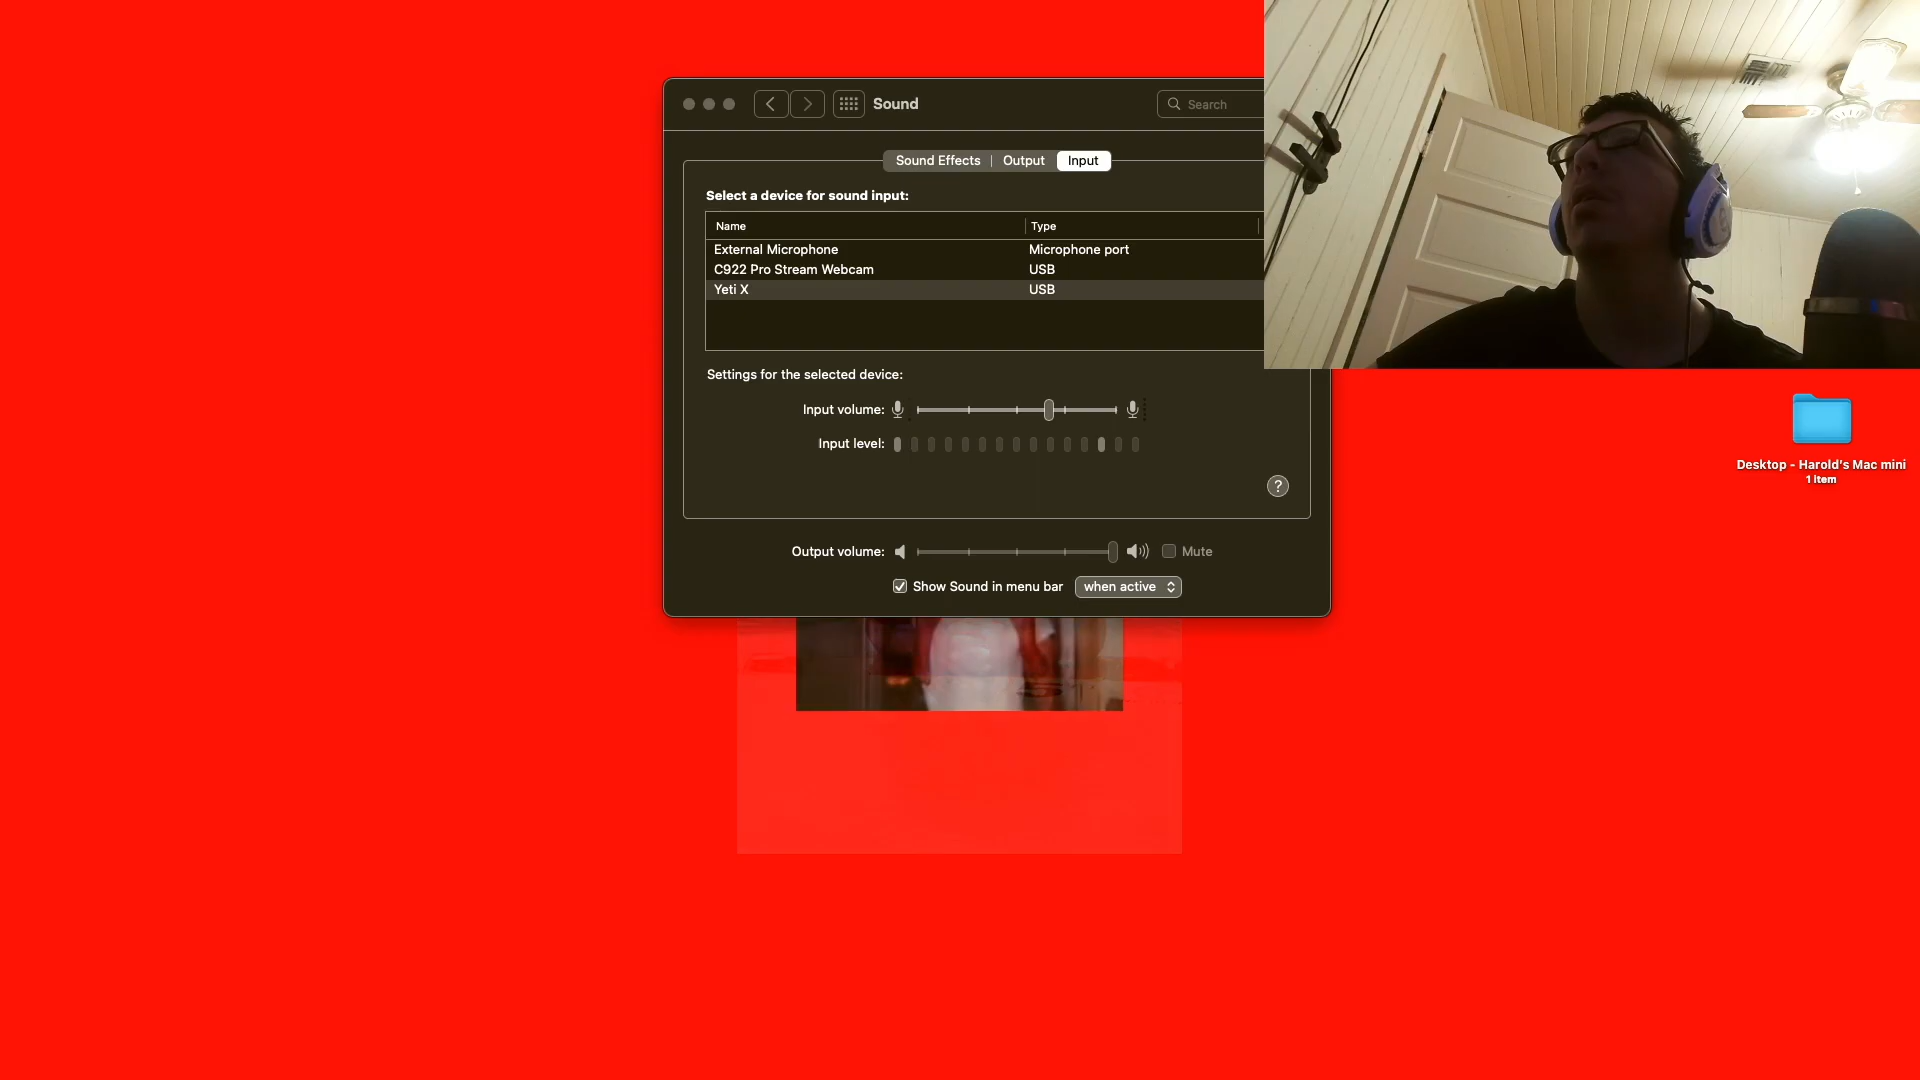 Sound
Search
Sound Effects
Output
Input
Select a device for sound input:
Name Type
External Microphone Microphone port
C922 Pro Stream Webcam USB
Yeti X USB
Settings for the selected device:
Input volume:
Input level:
?
Output volume: Mute
Show Sound in menu bar when active
Desktop - Harold's Mac mini
1 item